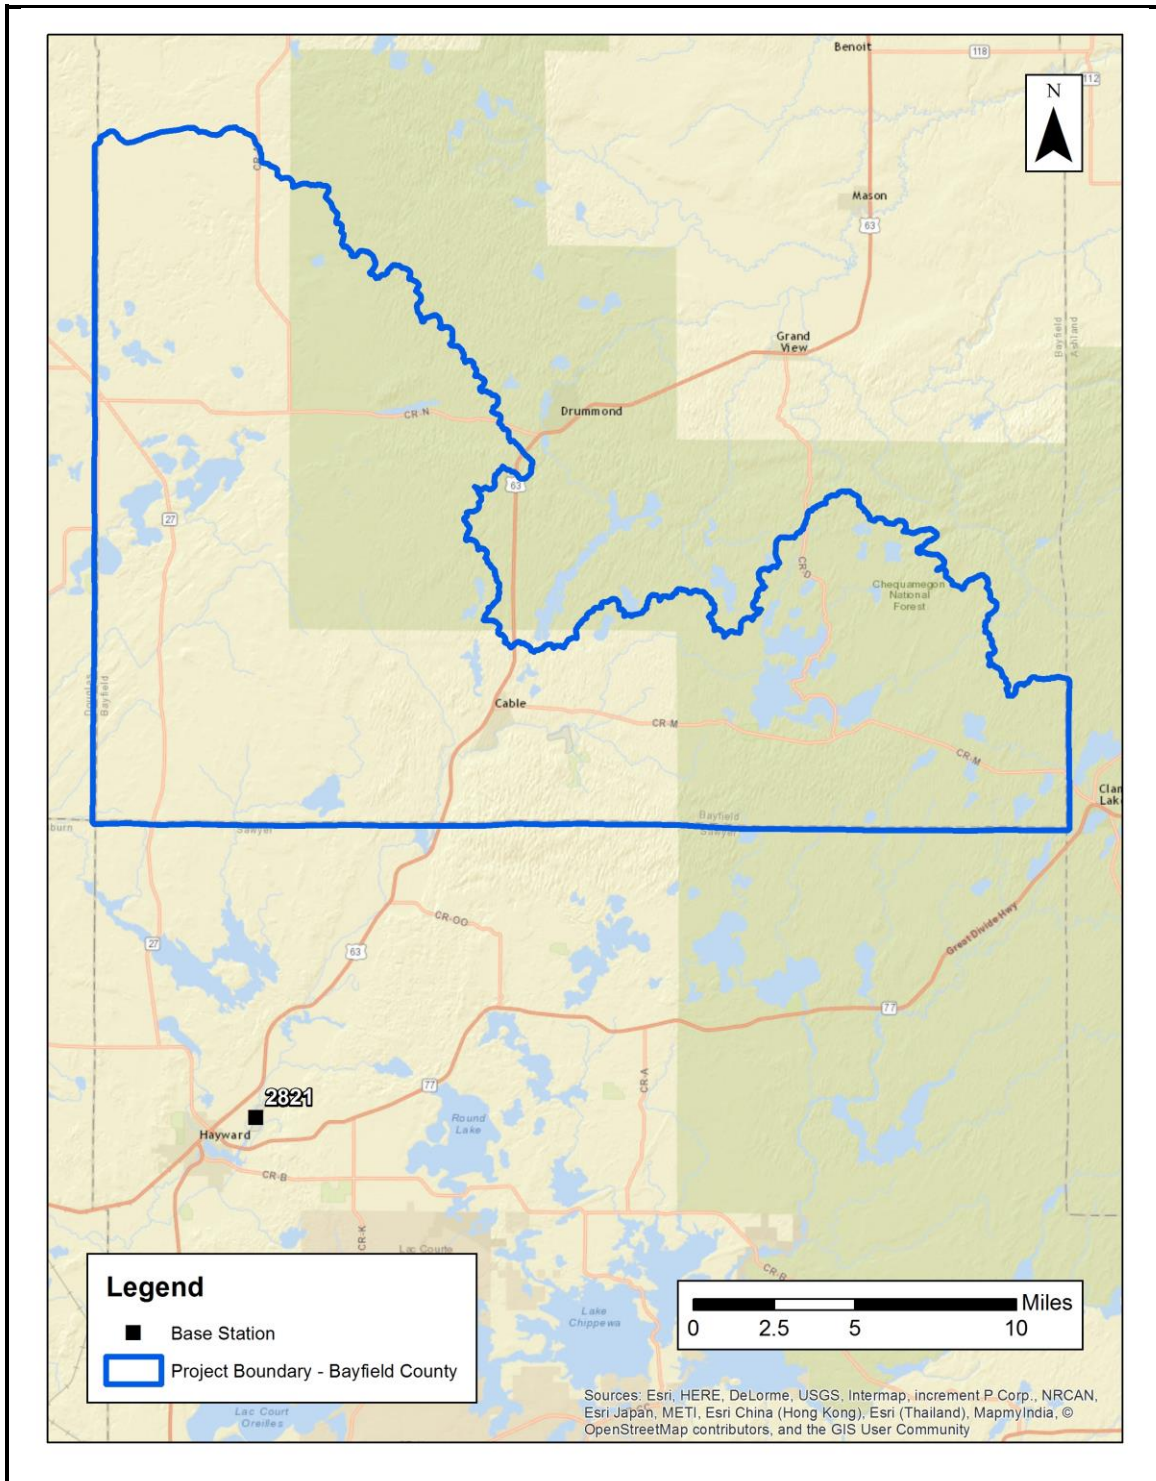 Benoit
118
112
N
CR-H
Mason
63
Bayfield
Ashland
Grand
View
Drummond
CR-N
63
27
CR-D
Chequamegon
National
Forest
Douglas
Bayfield
Cable
CR-M
CR-M
Clam
Lake
burn
Sawyer
Bayfield
Sawyer
CR-OO
27
63
Great Divide Hwy
77
CR-A
77
2821
Round
Lake
Hayward
CR-B
CR-K
Lac Courte
CR-B
Legend
Base Station
Project Boundary - Bayfield County
Miles
0 2.5 5 10
Lake
Chippewa
Lac Court
Oreilles
CC
Sources: Esri, HERE, DeLorme, USGS, Intermap, increment P Corp., NRCAN,
Esri Japan, METI, Esri China (Hong Kong), Esri (Thailand), MapmyIndia, ©
OpenStreetMap contributors, and the GIS User Community